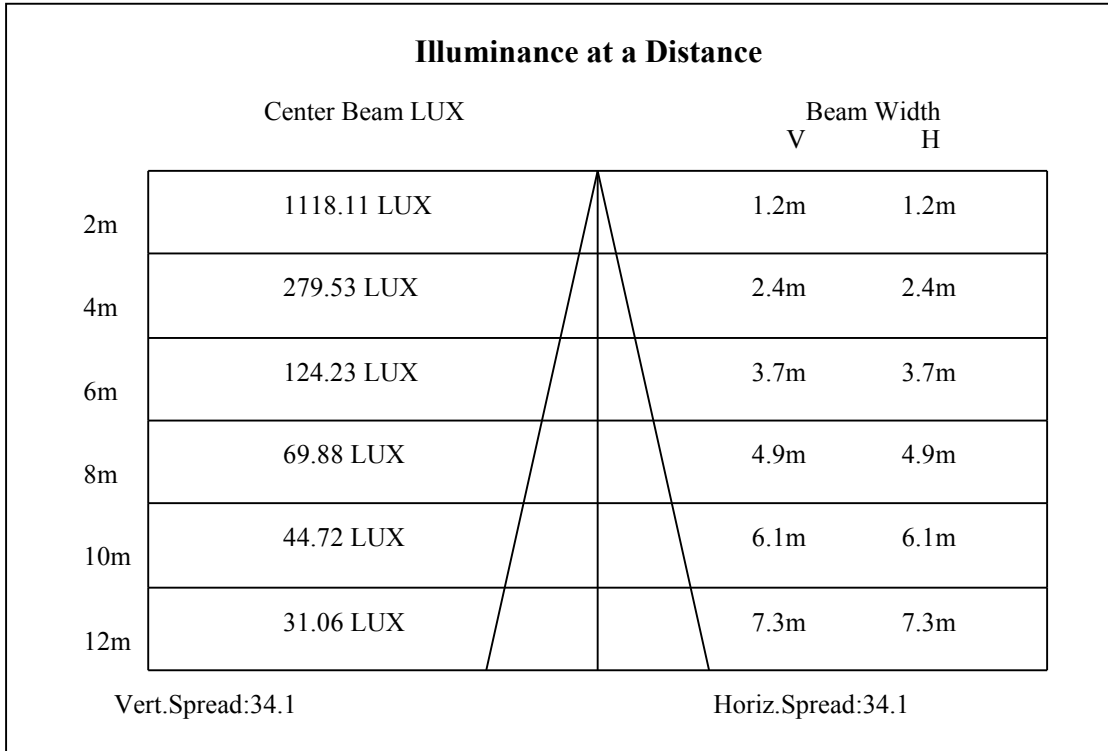 Illuminance at a Distance
Center Beam LUX Beam Width
V H
2m 1118.11 LUX 1.2m 1.2m
4m 279.53 LUX 2.4m 2.4m
6m 124.23 LUX 3.7m 3.7m
8m 69.88 LUX 4.9m 4.9m
10m 44.72 LUX 6.1m 6.1m
12m 31.06 LUX 7.3m 7.3m
Vert.Spread:34.1 Horiz.Spread:34.1